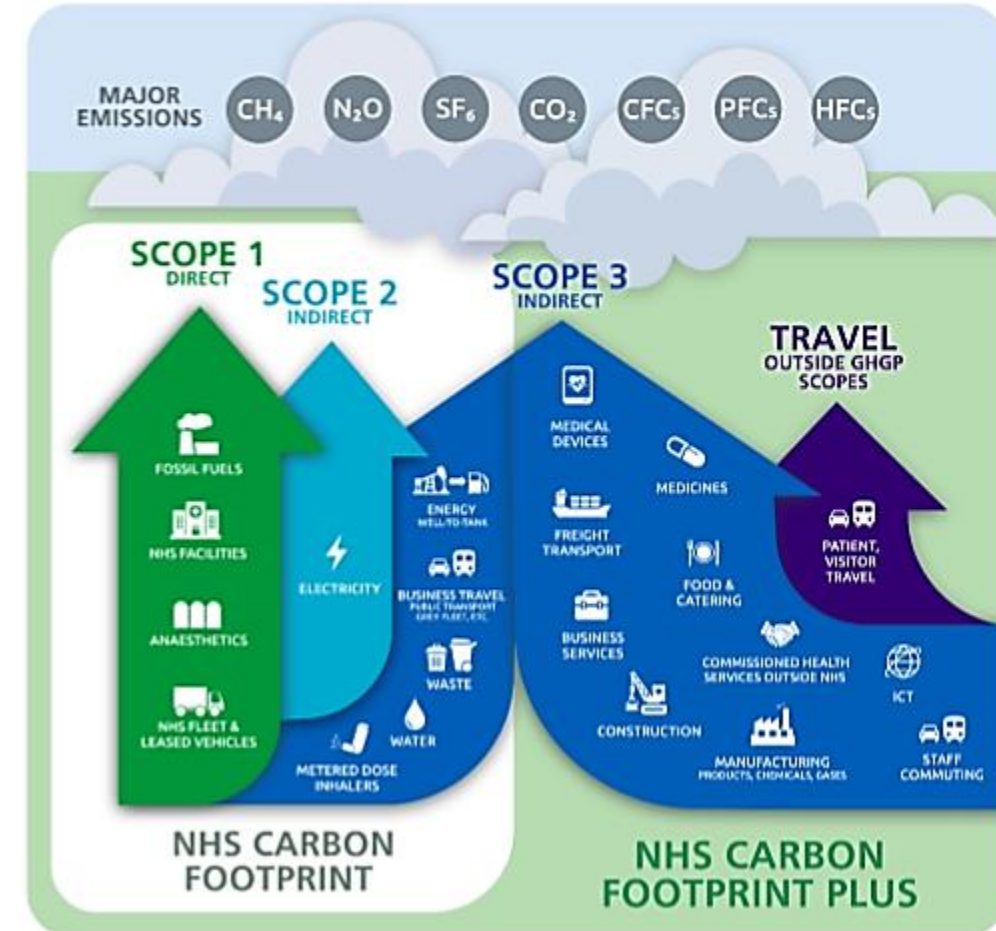 MAJOR
EMISSIONS
CH₄
N₂O
SF₆
CO₂
CFCs
PFCs
HFCs
SCOPE 1
DIRECT
SCOPE 2
INDIRECT
SCOPE 3
INDIRECT
TRAVEL
OUTSIDE GHGP
SCOPES
FOSSIL FUELS
NHS FACILITIES
ANAESTHETICS
NHS FLEET &
LEASED VEHICLES
ELECTRICITY
ENERGY
WELL-TO-TANK
BUSINESS TRAVEL
PUBLIC TRANSPORT
GREY FLEET, ETC.
WASTE
WATER
METERED DOSE
INHALERS
MEDICAL
DEVICES
MEDICINES
FREIGHT
TRANSPORT
FOOD &
CATERING
BUSINESS
SERVICES
COMMISSIONED HEALTH
SERVICES OUTSIDE NHS
ICT
CONSTRUCTION
MANUFACTURING
PRODUCTS, CHEMICALS, GASES
STAFF
COMMUTING
PATIENT,
VISITOR
TRAVEL
NHS CARBON
FOOTPRINT
NHS CARBON
FOOTPRINT PLUS